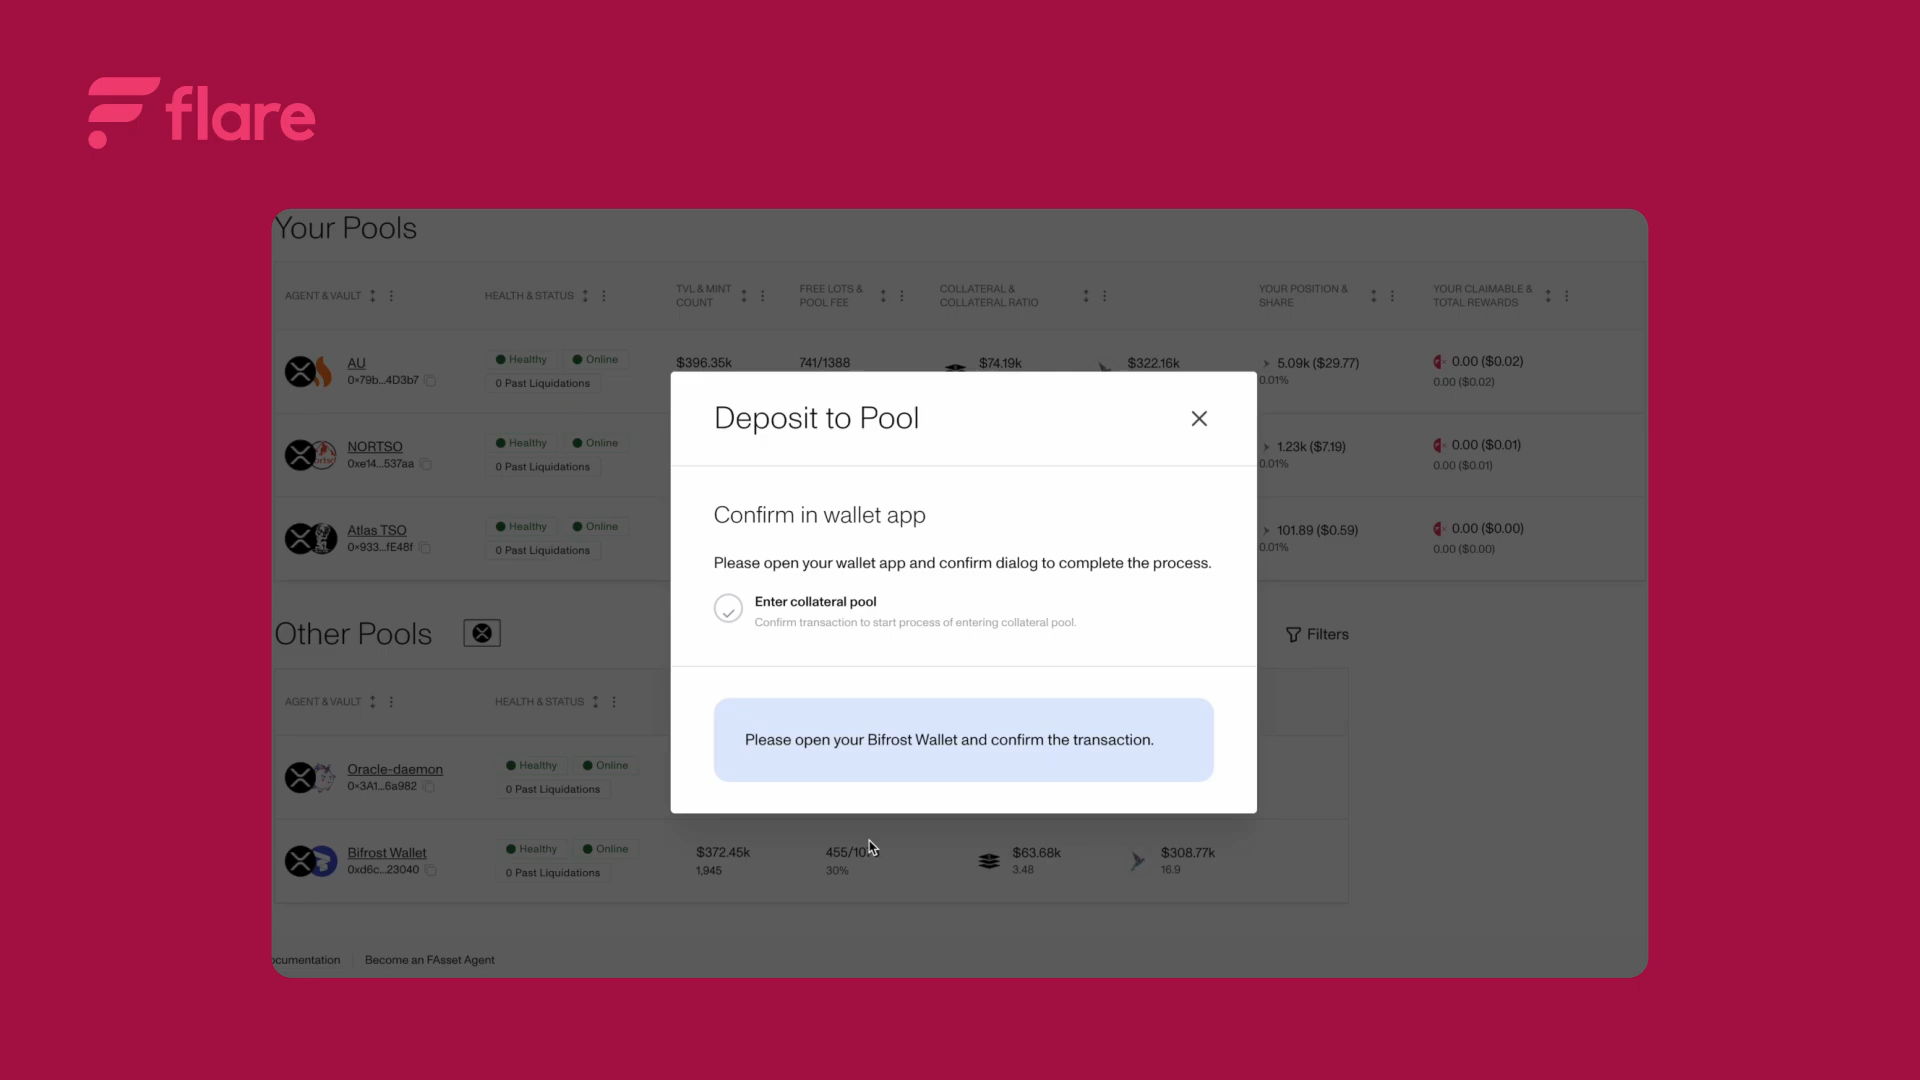 flare
Your Pools
AGENT & VAULT
HEALTH & STATUS
TVL & MINT
COUNT
FREE LOTS &
POOL FEE
COLLATERAL &
COLLATERAL RATIO
YOUR POSITION &
SHARE
YOUR CLAIMABLE &
TOTAL REWARDS
AU
0×79b...4D3b7
Healthy
Online
0 Past Liquidations
$396.35k
741/1388
$74.19k
$322.16k
5.09k ($29.77)
0.01%
0.00 ($0.02)
0.00 ($0.02)
NORTSO
0xe14...537aa
Healthy
Online
0 Past Liquidations
1.23k ($7.19)
0.01%
0.00 ($0.01)
0.00 ($0.01)
Atlas TSO
0×933...fE48f
Healthy
Online
0 Past Liquidations
101.89 ($0.59)
0.01%
0.00 ($0.00)
0.00 ($0.00)
Deposit to Pool
Confirm in wallet app
Please open your wallet app and confirm dialog to complete the process.
Enter collateral pool
Confirm transaction to start process of entering collateral pool.
Please open your Bifrost Wallet and confirm the transaction.
Other Pools
Filters
AGENT & VAULT
HEALTH & STATUS
Oracle-daemon
0×3A1...6a982
Healthy
Online
0 Past Liquidations
Bifrost Wallet
0xd6c...23040
Healthy
Online
0 Past Liquidations
$372.45k
1,945
30%
$63.68k
3.48
$308.77k
16.9
ocumentation
Become an FAsset Agent